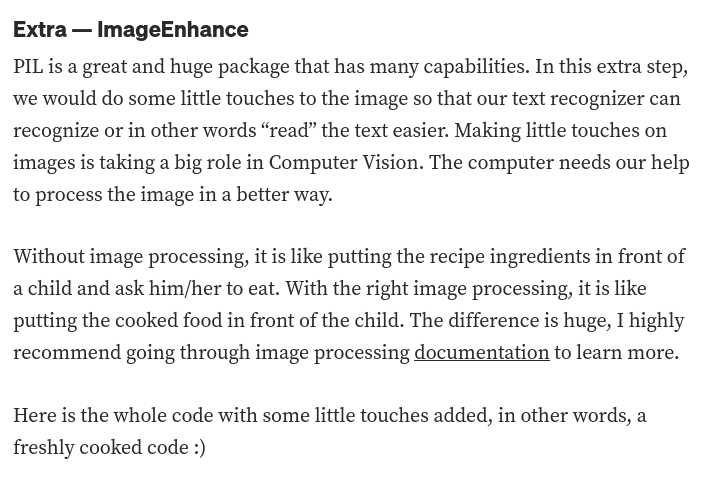 Extra — ImageEnhance
PIL is a great and huge package that has many capabilities. In this extra step,
we would do some little touches to the image so that our text recognizer can
recognize or in other words “read” the text easier. Making little touches on
images is taking a big role in Computer Vision. The computer needs our help
to process the image in a better way.
Without image processing, it is like putting the recipe ingredients in front of
a child and ask him/her to eat. With the right image processing, it is like
putting the cooked food in front of the child. The difference is huge, I highly
recommend going through image processing documentation to learn more.
Here is the whole code with some little touches added, in other words, a
freshly cooked code :)